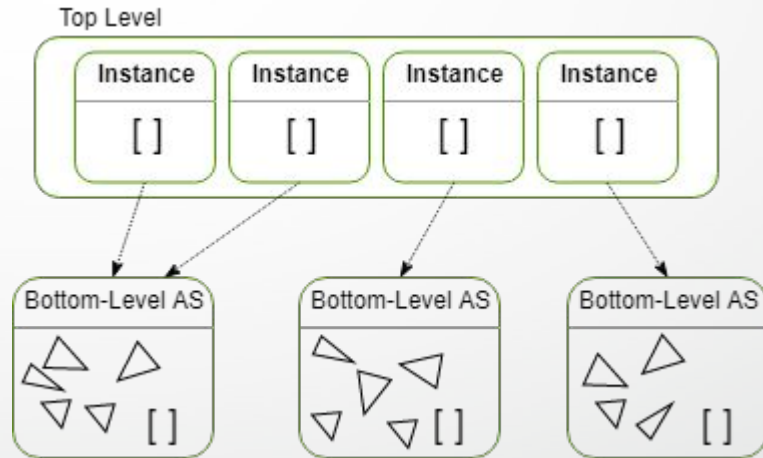 Top Level
Instance Instance Instance Instance
[ ] [ ] [ ] [ ]
Bottom-Level AS Bottom-Level AS Bottom-Level AS
[ ] [ ] [ ]